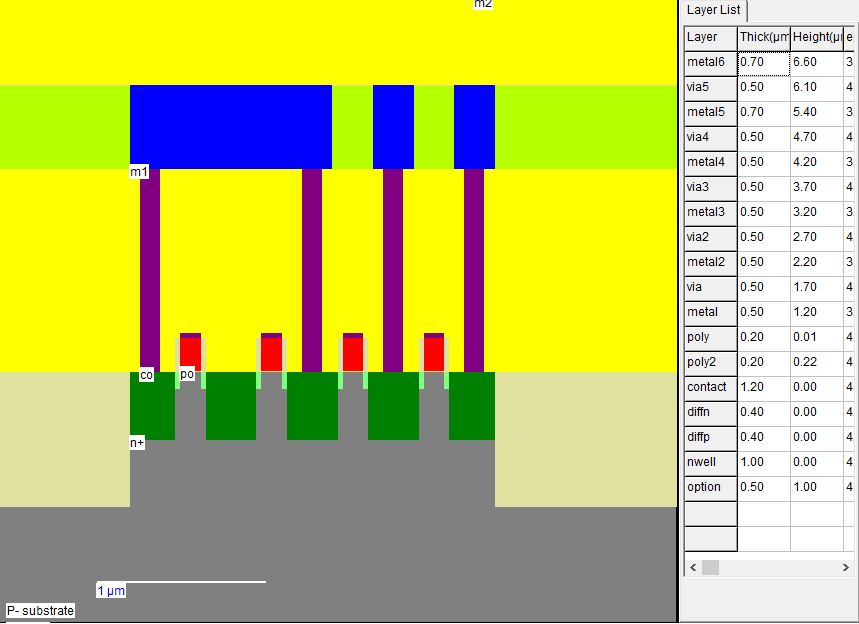 m2
m1
co
po
n+
1 µm
P- substrate
Layer List
Layer Thick(µm Height(µ e
metal6 0.70 6.60 3
via5 0.50 6.10 4
metal5 0.70 5.40 3
via4 0.50 4.70 4
metal4 0.50 4.20 3
via3 0.50 3.70 4
metal3 0.50 3.20 3
via2 0.50 2.70 4
metal2 0.50 2.20 3
via 0.50 1.70 4
metal 0.50 1.20 3
poly 0.20 0.01 4
poly2 0.20 0.22 4
contact 1.20 0.00 4
diffn 0.40 0.00 4
diffp 0.40 0.00 4
nwell 1.00 0.00 4
option 0.50 1.00 4